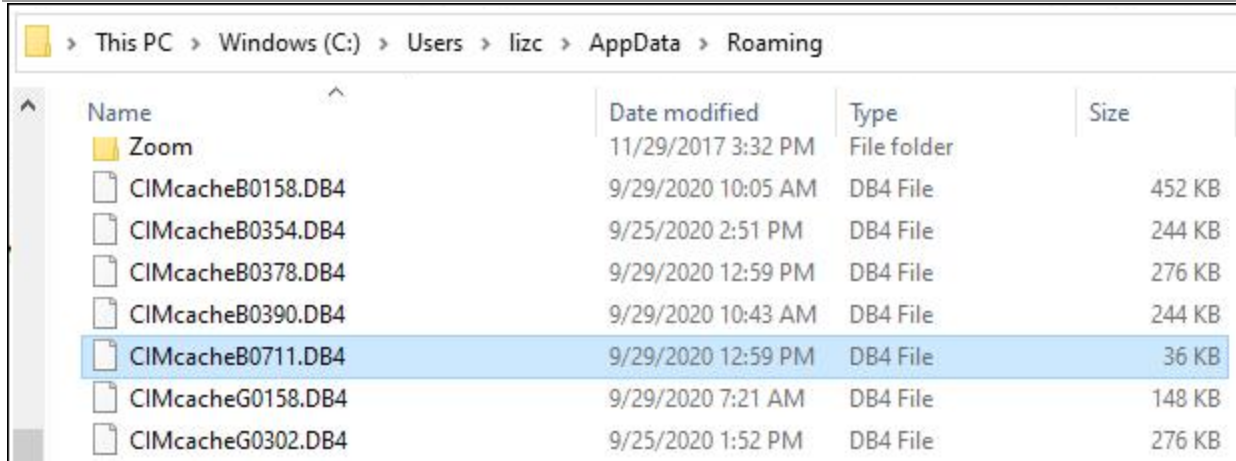 This PC > Windows (C:) > Users > lizc > AppData > Roaming
Name Date modified Type Size
Zoom 11/29/2017 3:32 PM File folder
CIMcacheB0158.DB4 9/29/2020 10:05 AM DB4 File 452 KB
CIMcacheB0354.DB4 9/25/2020 2:51 PM DB4 File 244 KB
CIMcacheB0378.DB4 9/29/2020 12:59 PM DB4 File 276 KB
CIMcacheB0390.DB4 9/29/2020 10:43 AM DB4 File 244 KB
CIMcacheB0711.DB4 9/29/2020 12:59 PM DB4 File 36 KB
CIMcacheG0158.DB4 9/29/2020 7:21 AM DB4 File 148 KB
CIMcacheG0302.DB4 9/25/2020 1:52 PM DB4 File 276 KB